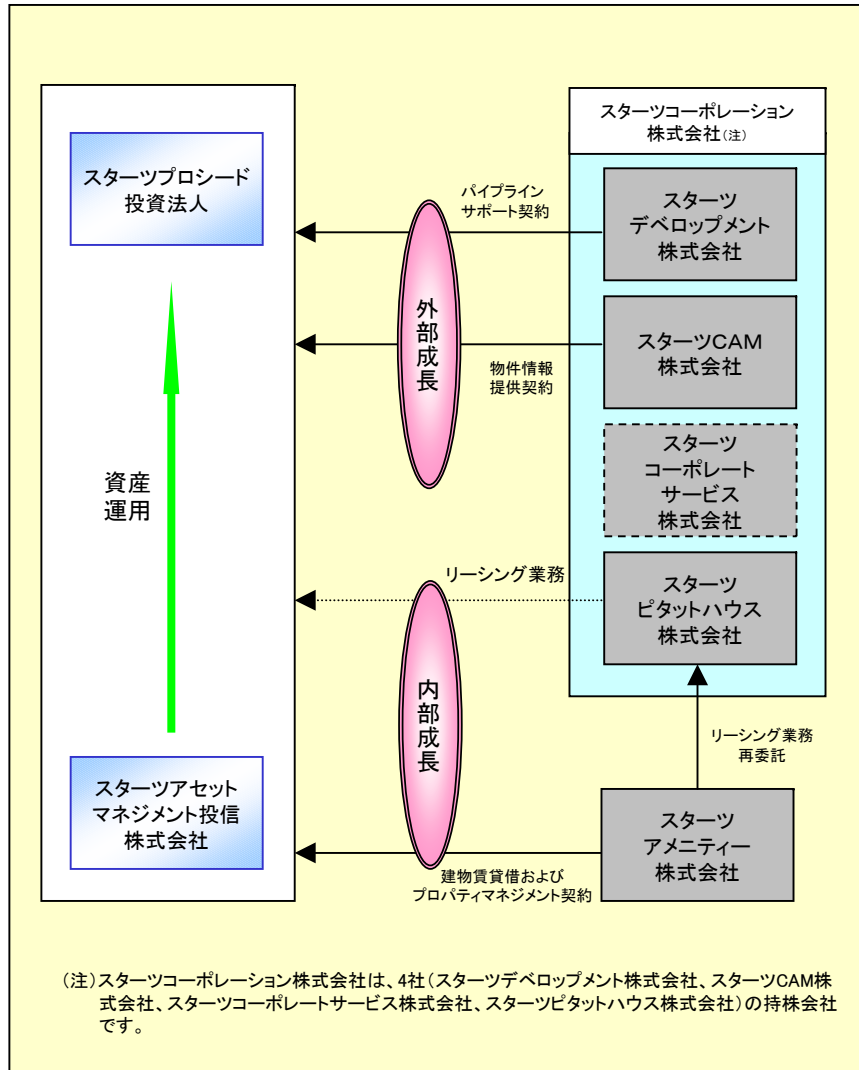 スターツプロシード
投資法人
資産
運用
スターツアセット
マネジメント投信
株式会社
パイプライン
サポート契約
外部成長
物件情報
提供契約
リーシング業務
内部成長
建物賃貸借および
プロパティマネジメント契約
スターツコーポレーション
株式会社(注)
スターツ
デベロップメント
株式会社
スターツCAM
株式会社
スターツ
コーポレート
サービス
株式会社
スターツ
ピタットハウス
株式会社
リーシング業務
再委託
スターツ
アメニティー
株式会社
(注)スターツコーポレーション株式会社は、4社(スターツデベロップメント株式会社、スターツCAM株
式会社、スターツコーポレートサービス株式会社、スターツピタットハウス株式会社)の持株会社
です。